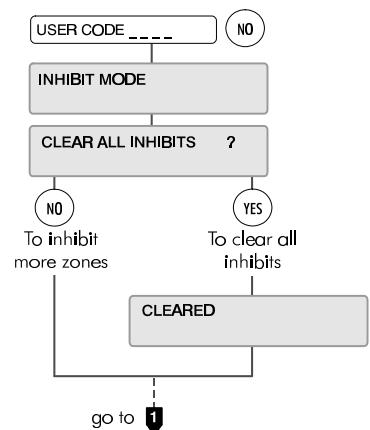 USER CODE _ _ _ _ NO
INHIBIT MODE
CLEAR ALL INHIBITS ?
NO YES
To inhibit more zones
To clear all inhibits
CLEARED
go to 1